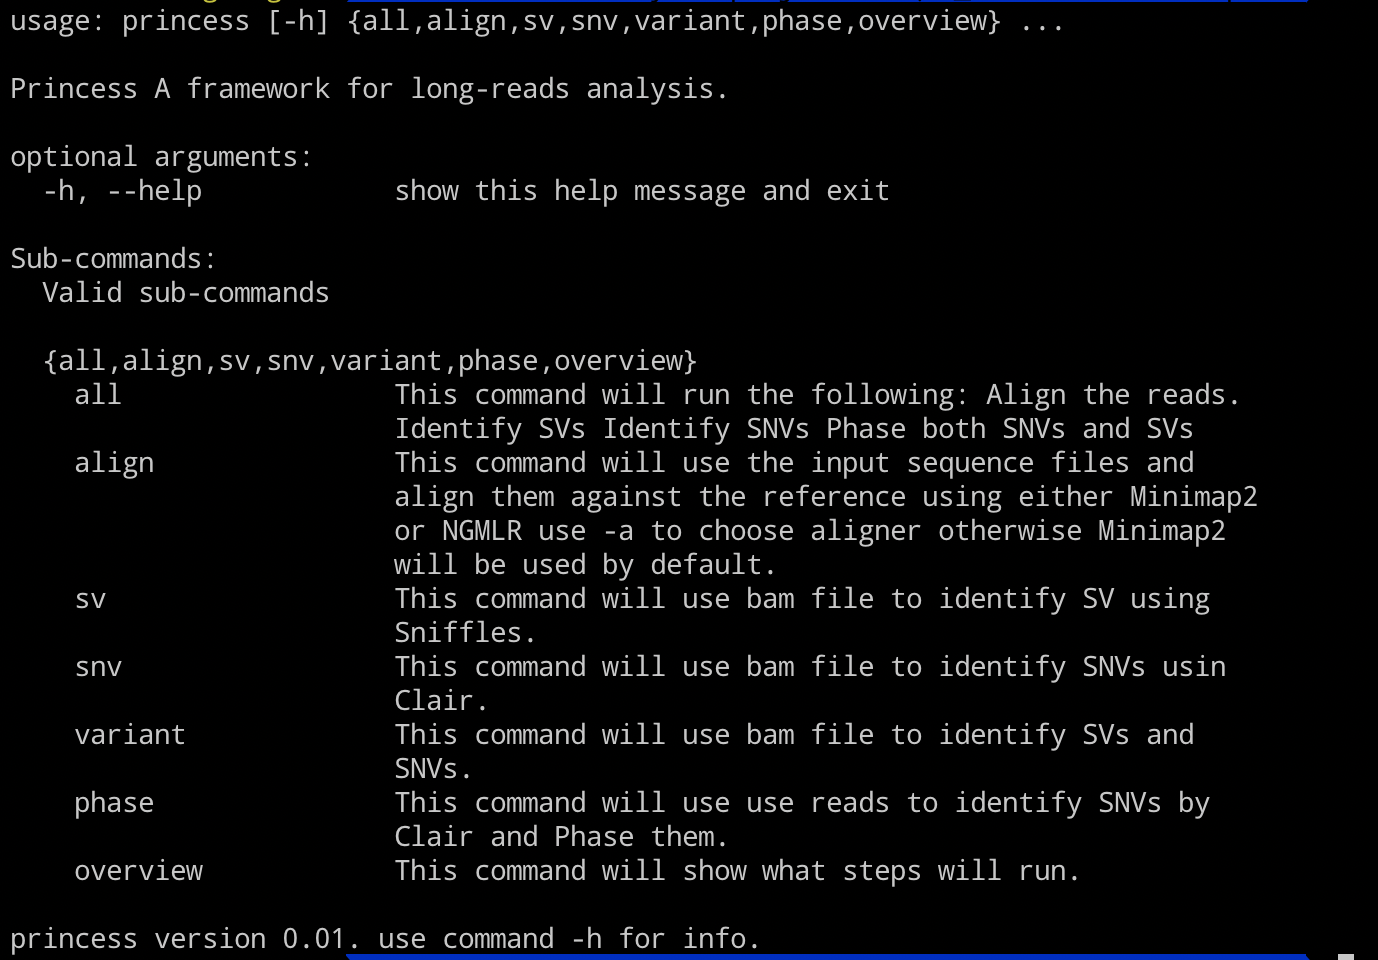 usage: princess [-h] {all,align,sv,snv,variant,phase,overview} ...
Princess A framework for long-reads analysis.
optional arguments:
-h, --help show this help message and exit
Sub-commands:
Valid sub-commands
{all,align,sv,snv,variant,phase,overview}
all This command will run the following: Align the reads.
Identify SVs Identify SNVs Phase both SNVs and SVs
align This command will use the input sequence files and
align them against the reference using either Minimap2
or NGMLR use -a to choose aligner otherwise Minimap2
will be used by default.
sv This command will use bam file to identify SV using
Sniffles.
snv This command will use bam file to identify SNVs usin
Clair.
variant This command will use bam file to identify SVs and
SNVs.
phase This command will use use reads to identify SNVs by
Clair and Phase them.
overview This command will show what steps will run.
princess version 0.01. use command -h for info.